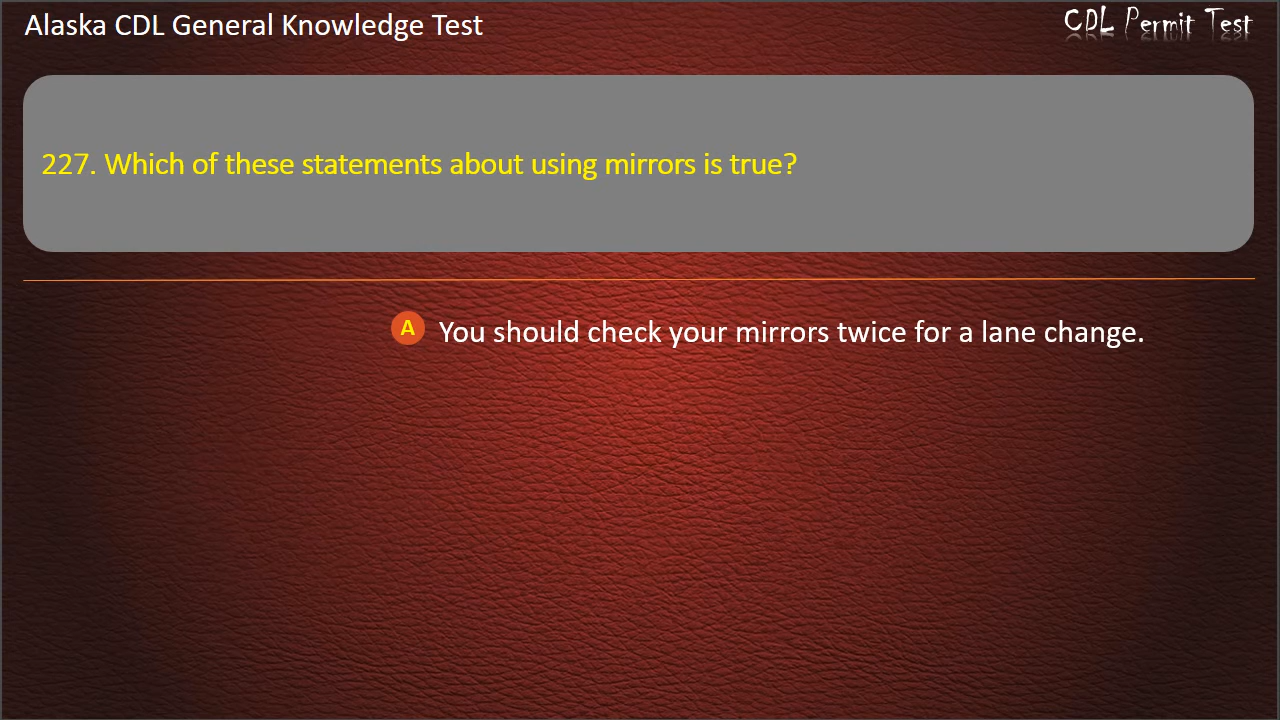 Alaska CDL General Knowledge Test
CDL Permit Test
227. Which of these statements about using mirrors is true?
A You should check your mirrors twice for a lane change.